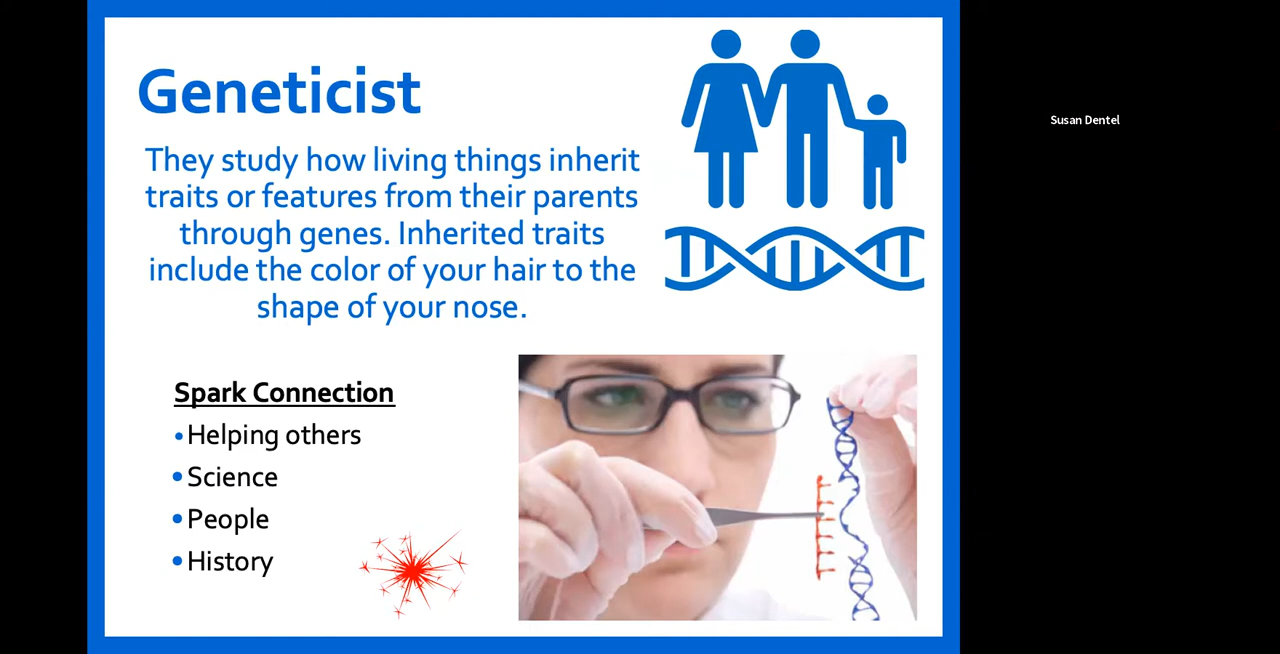 Geneticist
They study how living things inherit
traits or features from their parents
through genes. Inherited traits
include the color of your hair to the
shape of your nose.
Spark Connection
•Helping others
•Science
•People
•History
Susan Dentel